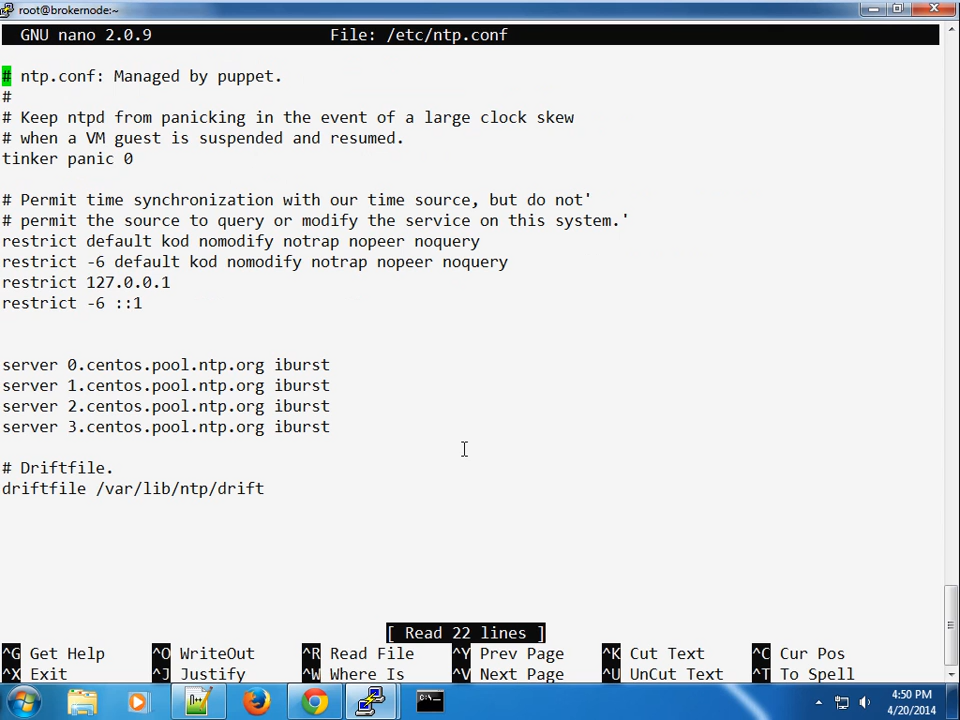 root@brokernode:~
GNU nano 2.0.9 File: /etc/ntp.conf
# ntp.conf: Managed by puppet.
#
# Keep ntpd from panicking in the event of a large clock skew
# when a VM guest is suspended and resumed.
tinker panic 0
# Permit time synchronization with our time source, but do not'
# permit the source to query or modify the service on this system.'
restrict default kod nomodify notrap nopeer noquery
restrict -6 default kod nomodify notrap nopeer noquery
restrict 127.0.0.1
restrict -6 ::1
server 0.centos.pool.ntp.org iburst
server 1.centos.pool.ntp.org iburst
server 2.centos.pool.ntp.org iburst
server 3.centos.pool.ntp.org iburst
# Driftfile.
driftfile /var/lib/ntp/drift
[ Read 22 lines ]
^G Get Help ^O WriteOut ^R Read File ^Y Prev Page ^K Cut Text ^C Cur Pos
^X Exit ^J Justify ^W Where Is ^V Next Page ^U UnCut Text ^T To Spell
4:50 PM
4/20/2014